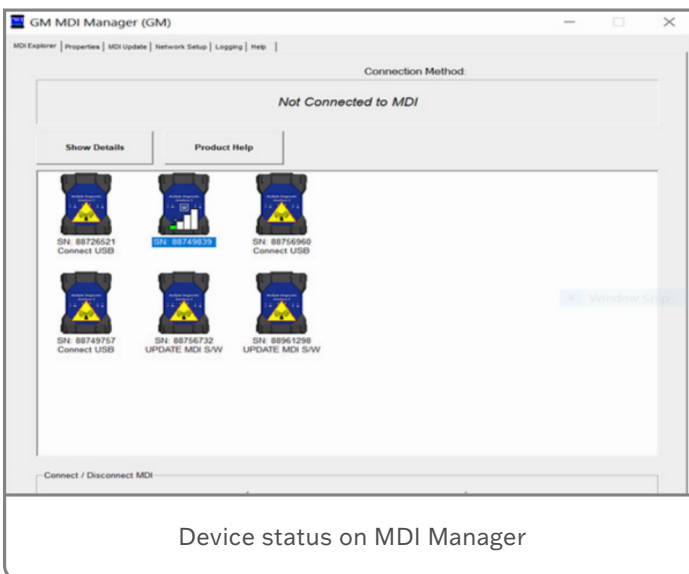 GM MDI Manager (GM)
MDI Explorer | Properties | MDI Update | Network Setup | Logging | Help |
Connection Method:
Not Connected to MDI
Show Details
Product Help
SN: 88726521
Connect USB
SN: 88749839
SN: 88756960
Connect USB
SN: 88749757
Connect USB
SN: 88756732
UPDATE MDI S/W
SN: 88961298
UPDATE MDI S/W
Window Snip
Connect / Disconnect MDI
Device status on MDI Manager